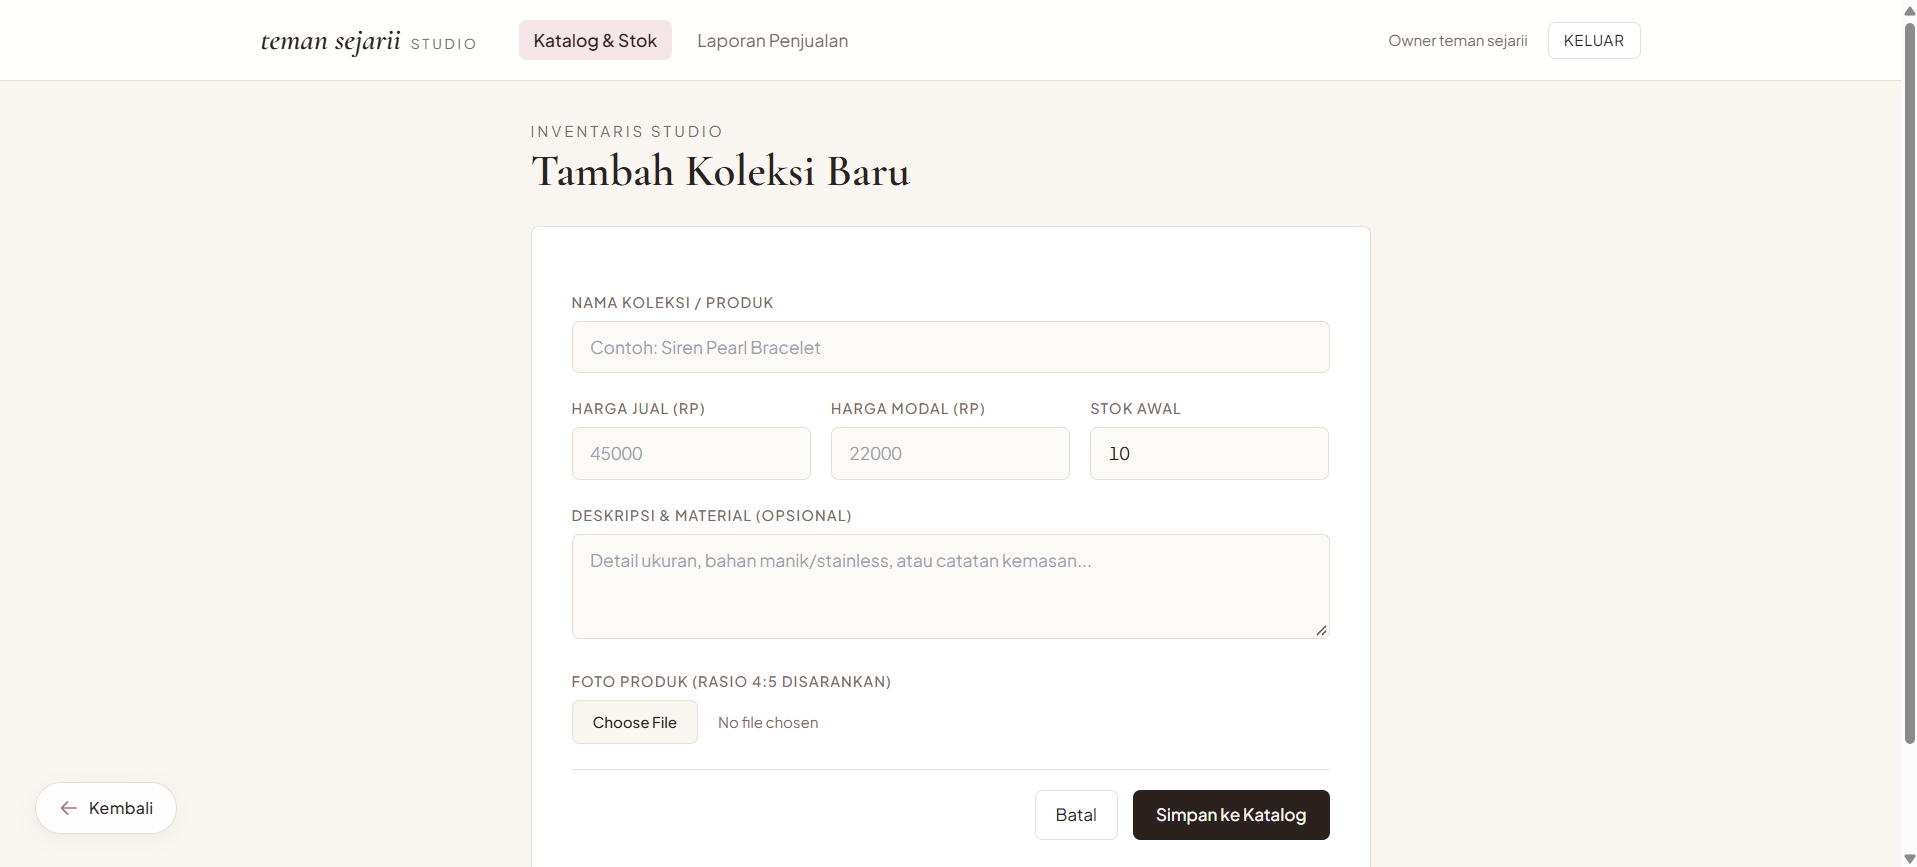 teman sejarii STUDIO Katalog & Stok Laporan Penjualan Owner teman sejarii KELUAR
INVENTARIS STUDIO
Tambah Koleksi Baru
NAMA KOLEKSI / PRODUK
Contoh: Siren Pearl Bracelet
HARGA JUAL (RP) HARGA MODAL (RP) STOK AWAL
45000 22000 10
DESKRIPSI & MATERIAL (OPSIONAL)
Detail ukuran, bahan manik/stainless, atau catatan kemasan...
FOTO PRODUK (RASIO 4:5 DISARANKAN)
Choose File No file chosen
Kembali
Batal Simpan ke Katalog